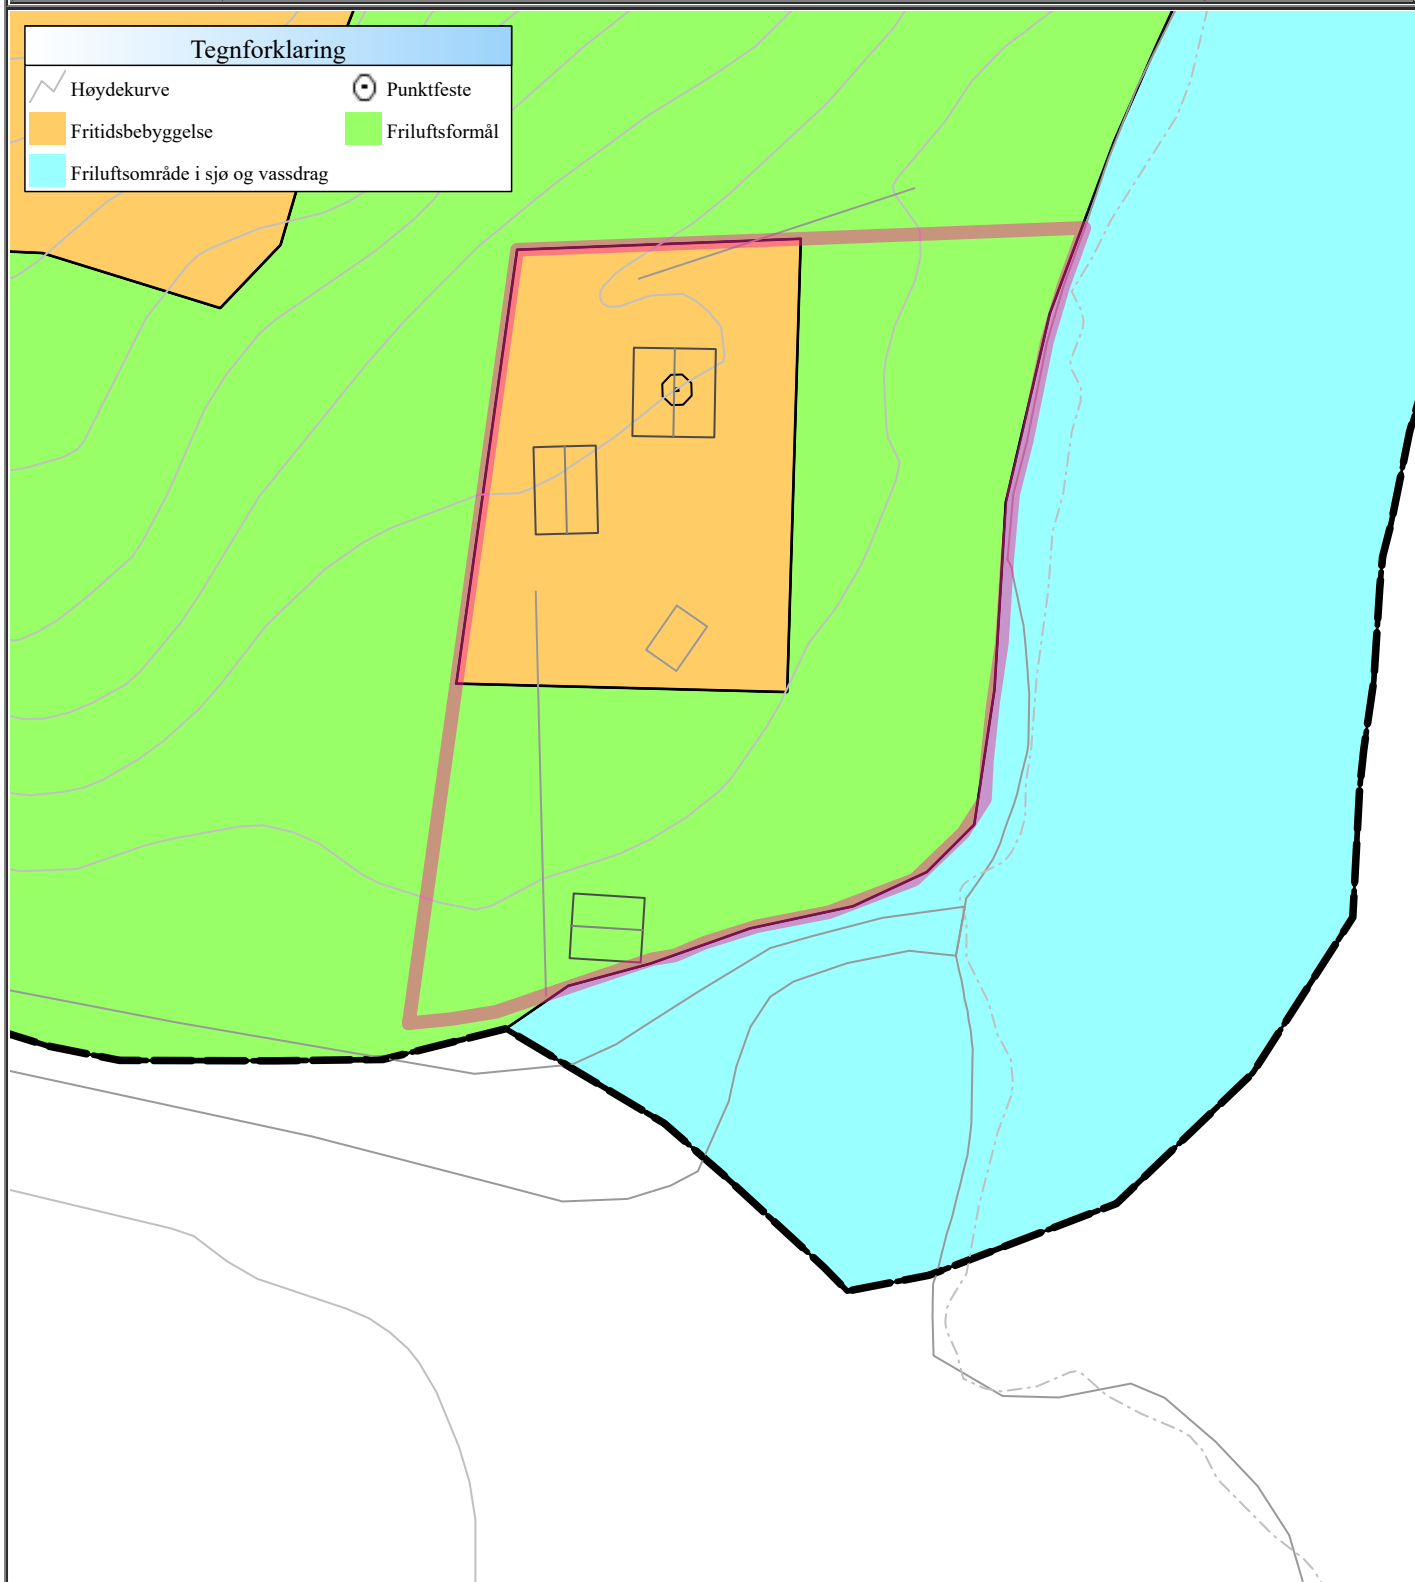 Tegnforklaring
Høydekurve Punktfeste
Fritidsbebyggelse Friluftsformål
Friluftsområde i sjø og vassdrag